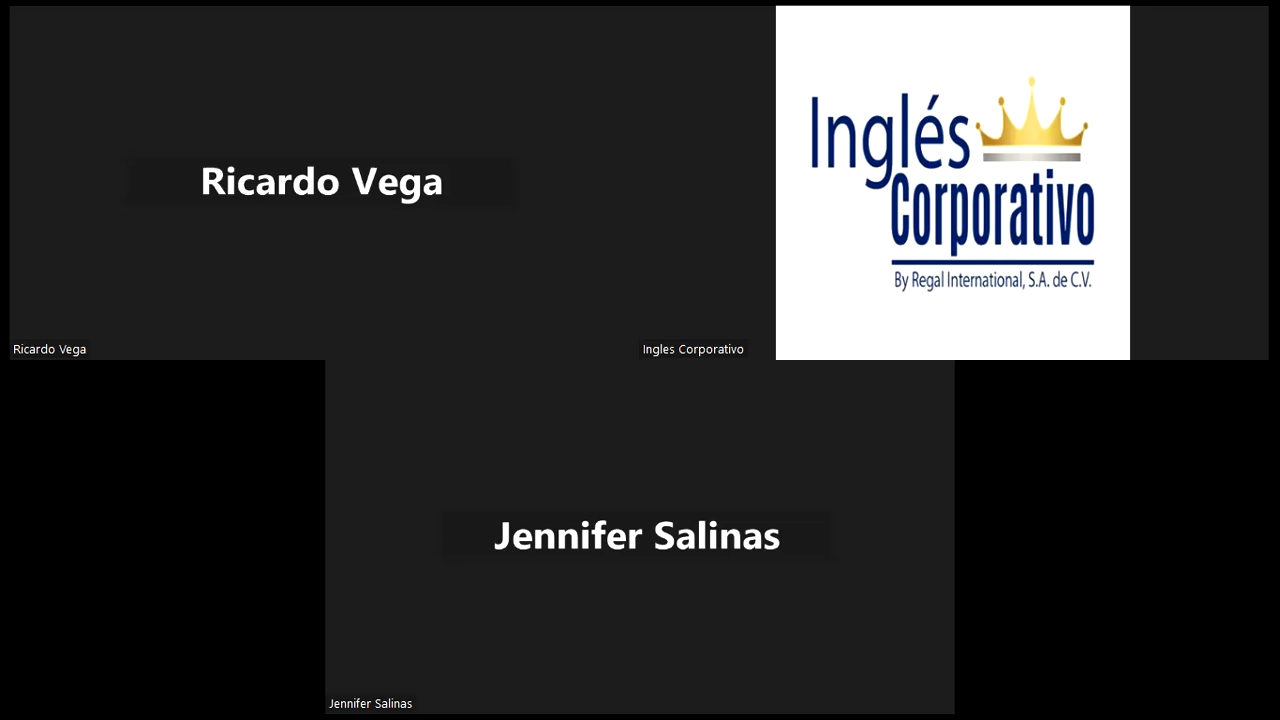 Ricardo Vega
Ricardo Vega
Inglés
Corporativo
By Regal International, S.A. de C.V.
Ingles Corporativo
Jennifer Salinas
Jennifer Salinas